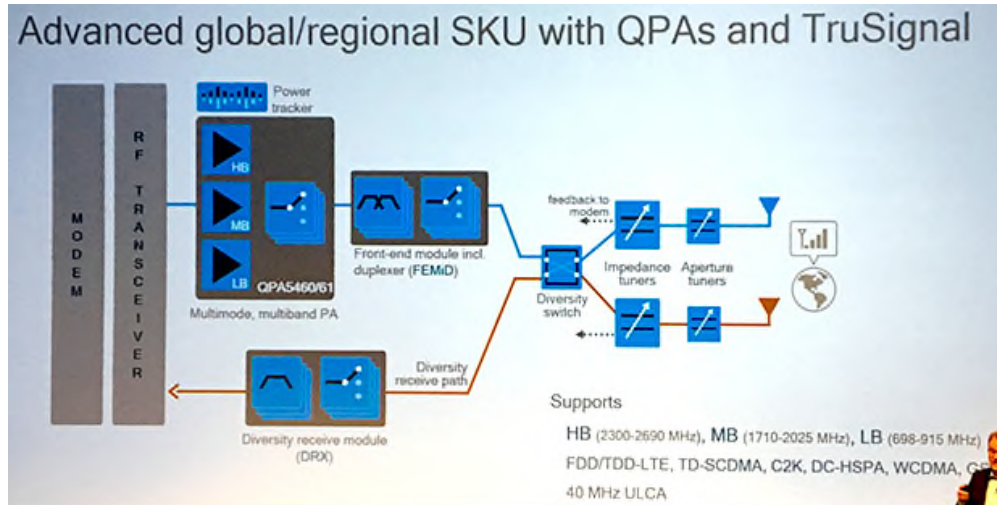 Advanced global/regional SKU with QPAs and TruSignal
MODEM
RF TRANSCEIVER
Power
tracker
HB
MB
LB
QPA5460/61
Multimode, multiband PA
Front-end module incl.
duplexer (FEMiD)
feedback to
modem
Diversity
switch
Impedance
tuners
Aperture
tuners
Diversity
receive path
Diversity receive module
(DRX)
Supports
HB (2300-2690 MHz), MB (1710-2025 MHz), LB (698-915 MHz)
FDD/TDD-LTE, TD-SCDMA, C2K, DC-HSPA, WCDMA,
40 MHz ULCA